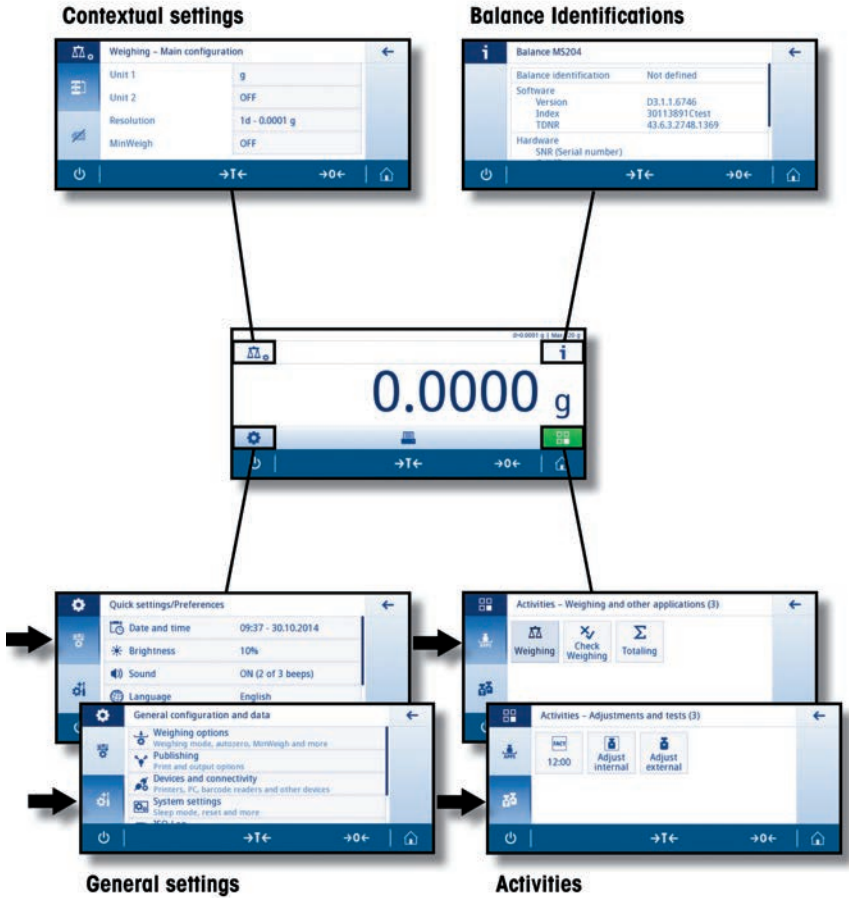 Contextual settings
Weighing – Main configuration
Unit 1 g
Unit 2 OFF
Resolution 1d - 0.0001 g
MinWeigh OFF
→T← →0←
Balance Identifications
i Balance MS204
Balance identification Not defined
Software
Version D3.1.1.6746
Index 30113891Ctest
TDNR 43.6.3.2748.1369
Hardware
SNR (Serial number)
→T← →0←
i
0.0000 g
→T← →0←
Quick settings/Preferences
Date and time 09:37 - 30.10.2014
Brightness 10%
Sound ON (2 of 3 beeps)
Language English
General configuration and data
Weighing options
Weighing mode, autozero, MinWeigh and more
Publishing
Print and output options
Devices and connectivity
Printers, PC, barcode readers and other devices
System settings
Sleep mode, reset and more
→T← →0←
General settings
Activities – Weighing and other applications (3)
APPS
Weighing
Check
Weighing
Totaling
Activities – Adjustments and tests (3)
APPS
FACT
12:00
Adjust
internal
Adjust
external
→T← →0←
Activities